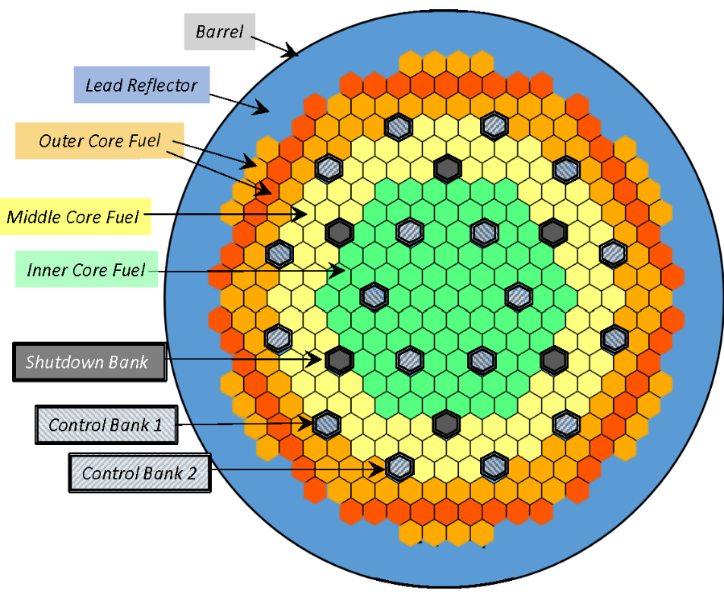 Barrel
Lead Reflector
Outer Core Fuel
Middle Core Fuel
Inner Core Fuel
Shutdown Bank
Control Bank 1
Control Bank 2